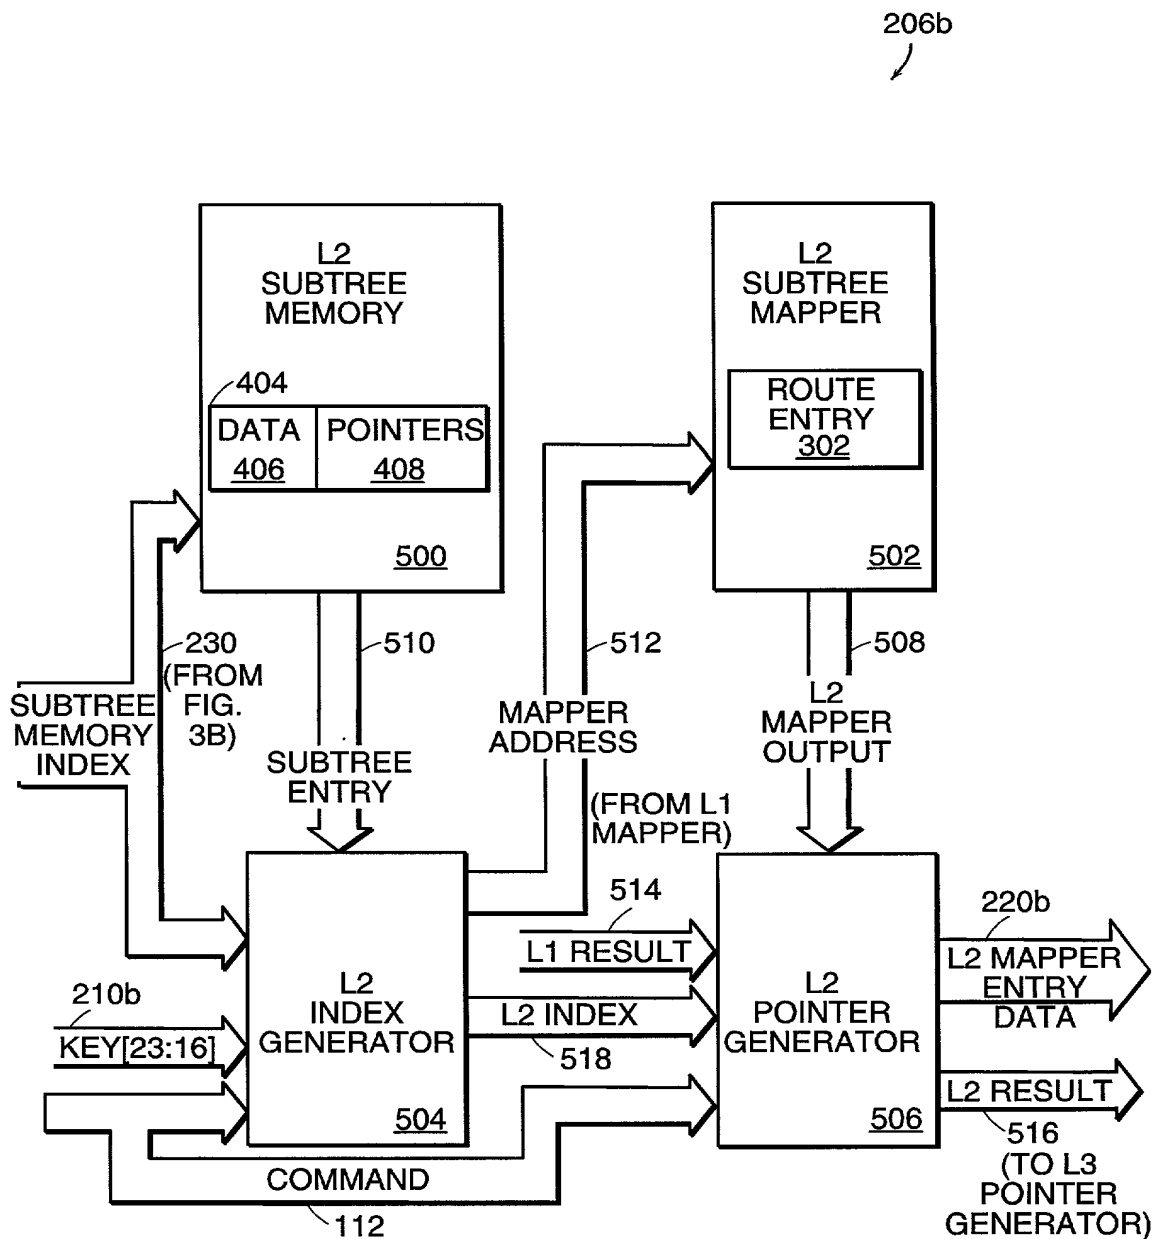 206b
L2
SUBTREE
MEMORY
404
DATA
406
POINTERS
408
500
L2
SUBTREE
MAPPER
ROUTE
ENTRY
302
502
230
(FROM
FIG.
3B)
SUBTREE
MEMORY
INDEX
510
SUBTREE
ENTRY
512
MAPPER
ADDRESS
508
L2
MAPPER
OUTPUT
(FROM L1
MAPPER)
514
L1 RESULT
210b
KEY[23:16]
L2
INDEX
GENERATOR
504
L2 INDEX
518
L2
POINTER
GENERATOR
506
220b
L2 MAPPER
ENTRY
DATA
L2 RESULT
516
(TO L3
POINTER
GENERATOR)
COMMAND
112